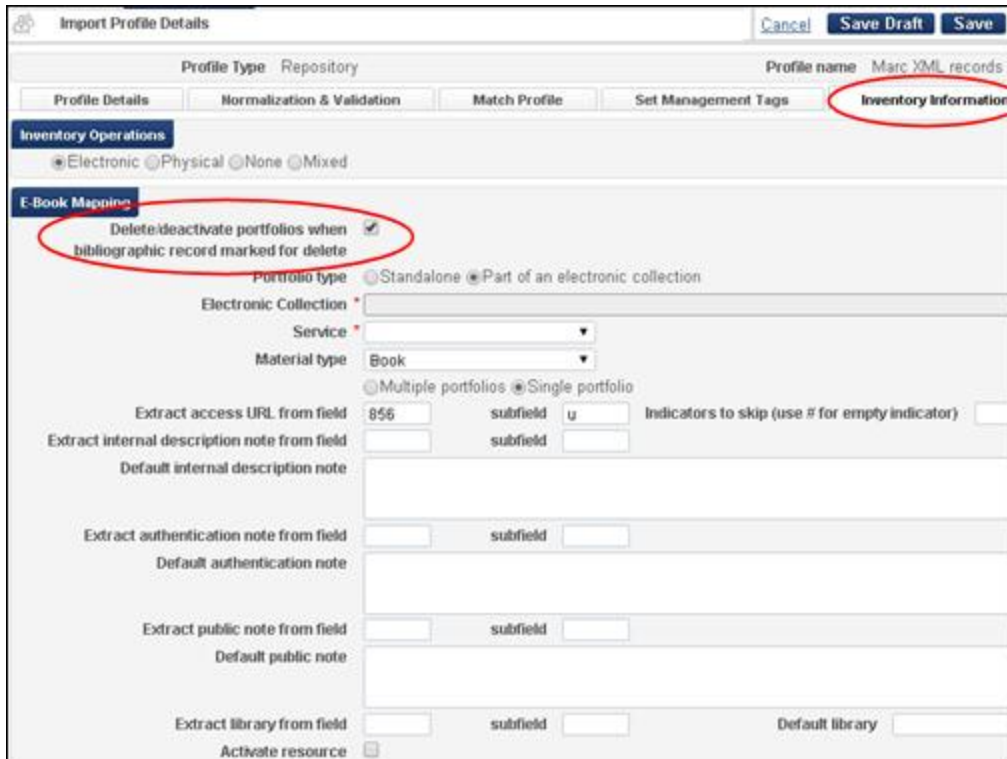 Import Profile Details Cancel Save Draft Save
Profile Type Repository Profile name Marc XML records
Profile Details Normalization & Validation Match Profile Set Management Tags Inventory Information
Inventory Operations
Electronic Physical None Mixed
E-Book Mapping
Delete/deactivate portfolios when
bibliographic record marked for delete
Portfolio type Standalone Part of an electronic collection
Electronic Collection *
Service *
Material type Book
Multiple portfolios Single portfolio
Extract access URL from field 856 subfield u Indicators to skip (use # for empty indicator)
Extract internal description note from field subfield
Default internal description note
Extract authentication note from field subfield
Default authentication note
Extract public note from field subfield
Default public note
Extract library from field subfield Default library
Activate resource